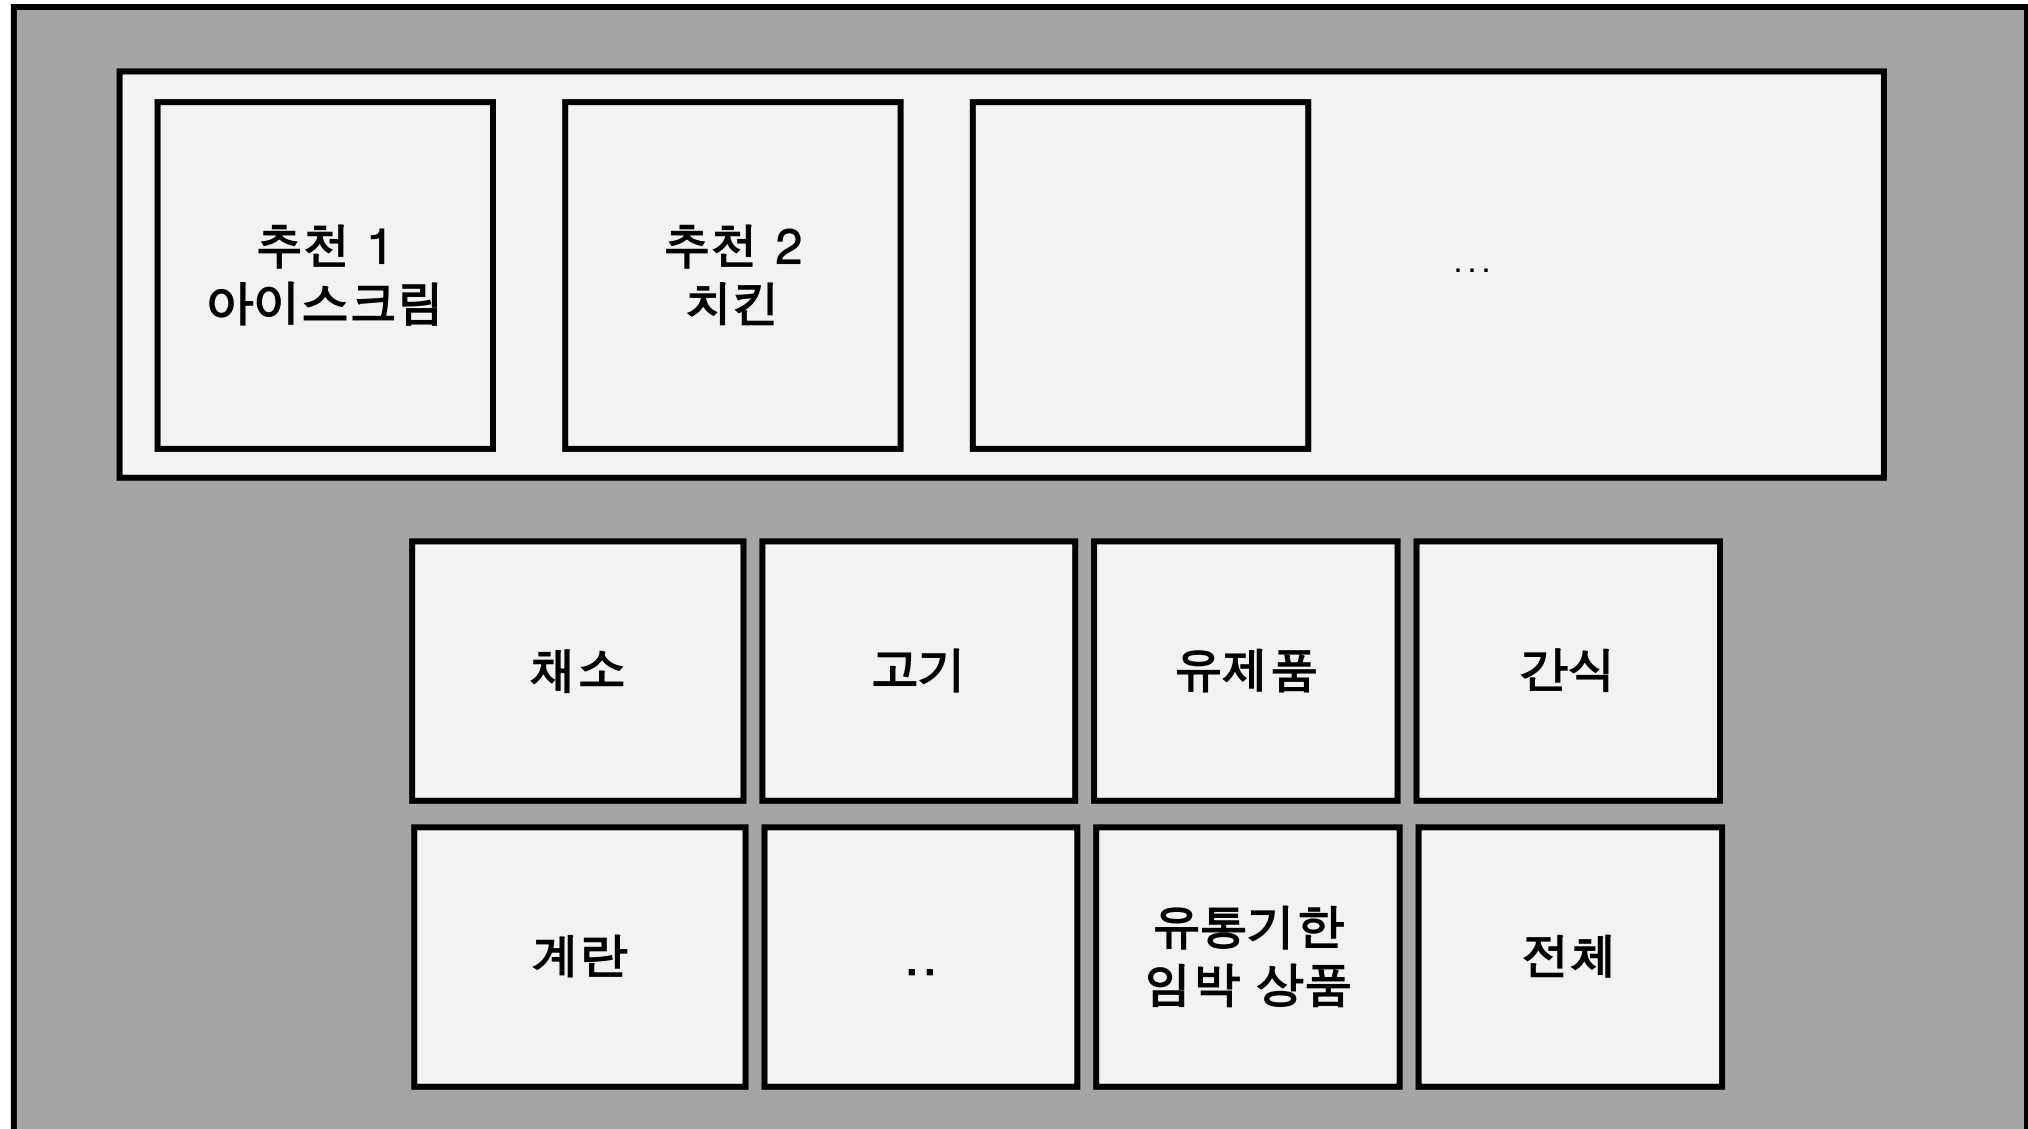 추천 1
아이스크림
추천 2
치킨
...
채소
고기
유제품
간식
계란
..
유통기한
임박 상품
전체